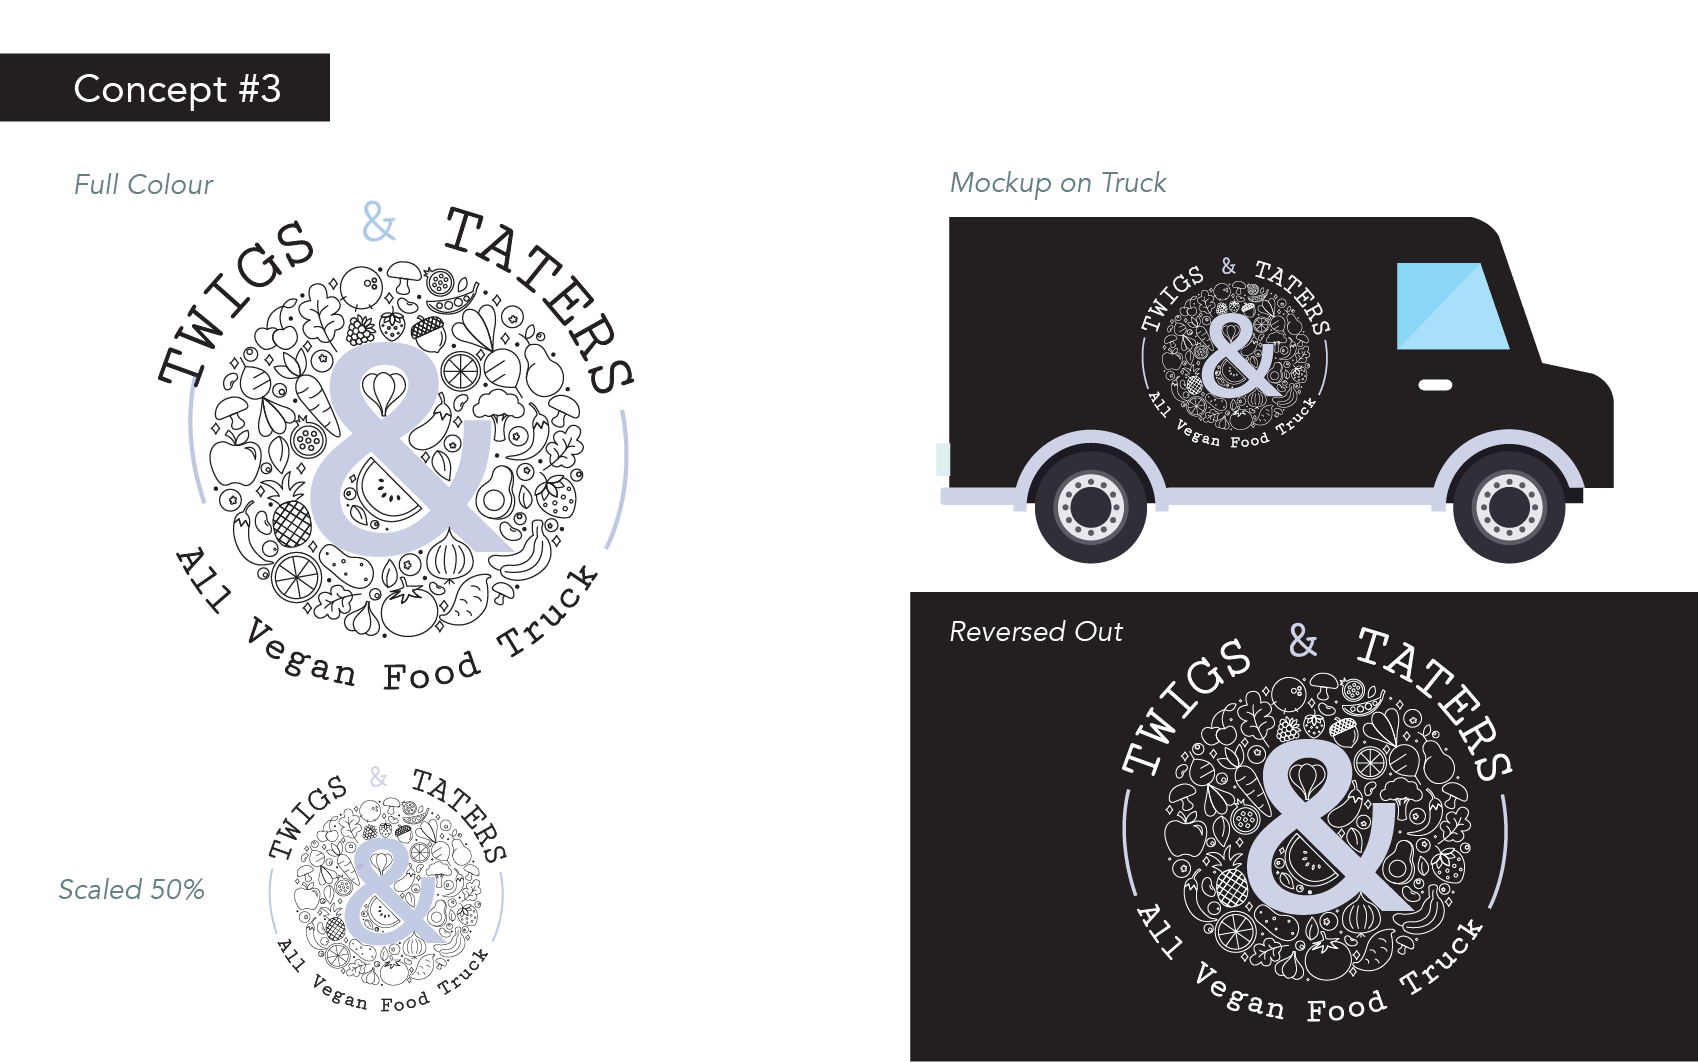 Concept #3
Full Colour
TWIGS & TATERS
&
All Vegan Food Truck
Scaled 50%
TWIGS & TATERS
&
All Vegan Food Truck
Mockup on Truck
TWIGS & TATERS
&
All Vegan Food Truck
Reversed Out
TWIGS & TATERS
&
All Vegan Food Truck